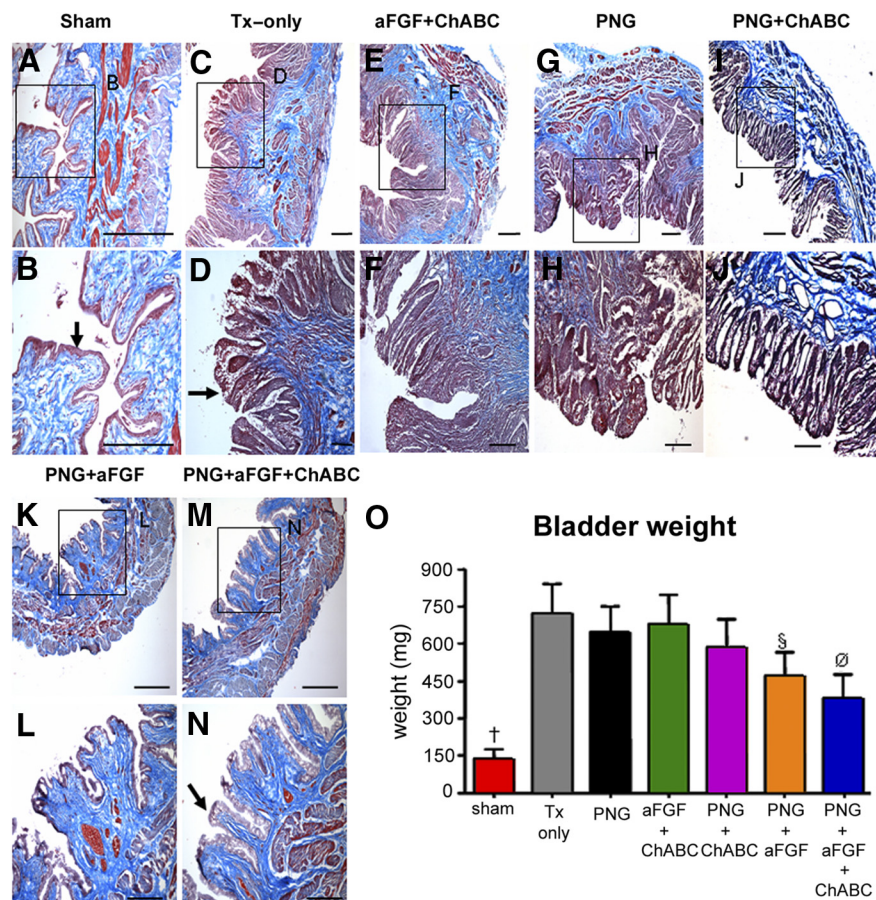 Sham Tx–only aFGF+ChABC PNG PNG+ChABC
A B C D E F G H I J
B D F H J
PNG+aFGF PNG+aFGF+ChABC
K L M N
L N
O
Bladder weight
weight (mg)
900
750
600
450
300
150
0
†
§
Ø
sham
Tx only
PNG
aFGF + ChABC
PNG + ChABC
PNG + aFGF
PNG + aFGF + ChABC